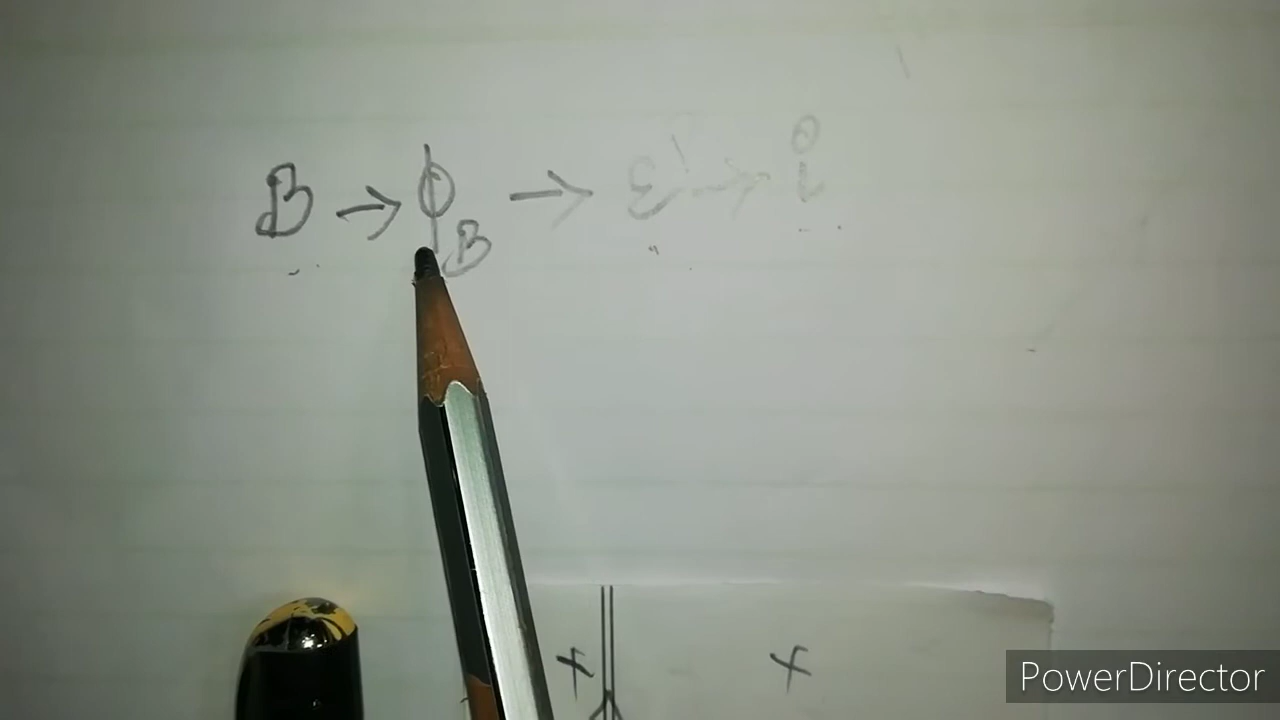 B → ϕ_B → ε → i
x x
PowerDirector